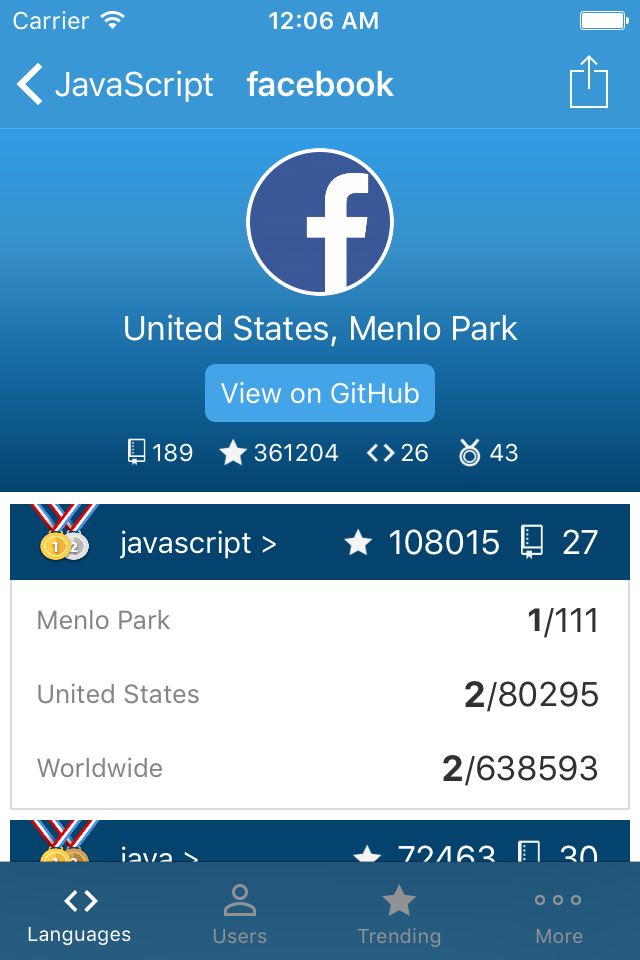 Carrier 12:06 AM
JavaScript facebook
f
United States, Menlo Park
View on GitHub
189 361204 26 43
1 2 javascript > 108015 27
Menlo Park 1/111
United States 2/80295
Worldwide 2/638593
java > 72463 30
Languages Users Trending More